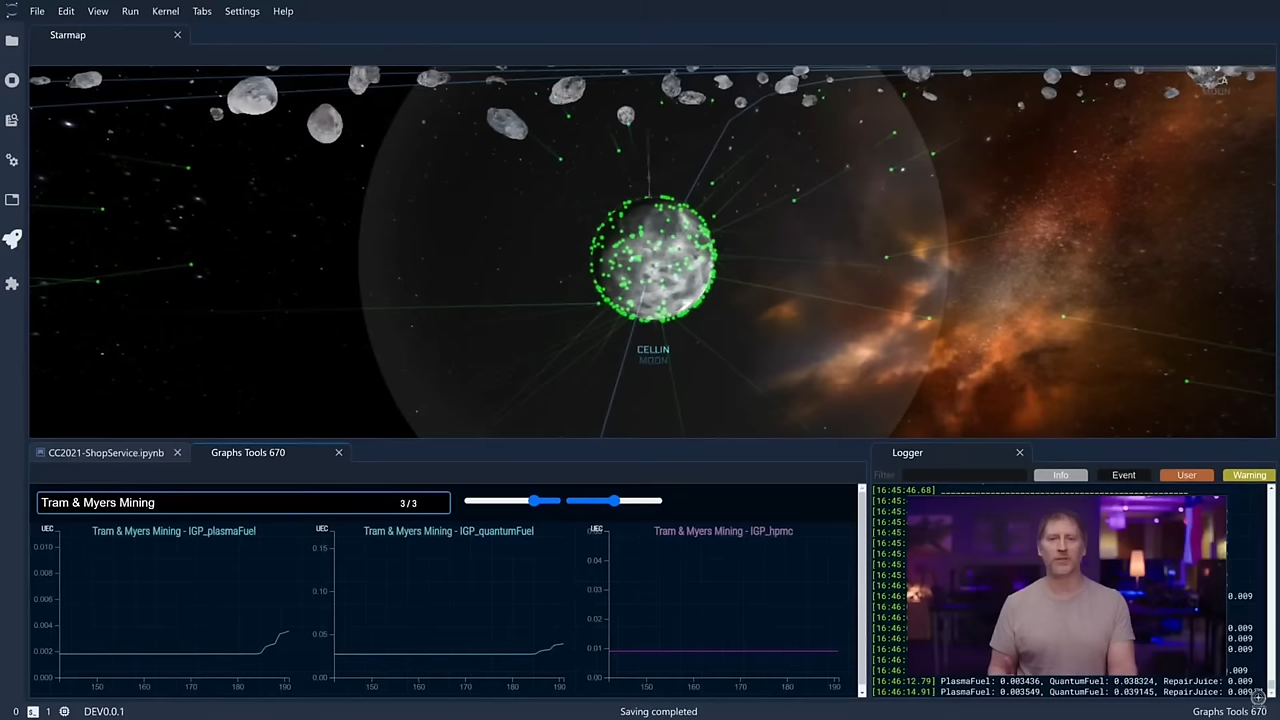 File Edit View Run Kernel Tabs Settings Help
Starmap
MOON
CELLIN
MOON
CC2021-ShopService.ipynb
Graphs Tools 670
Logger
Filter
Info Event User Warning
Tram & Myers Mining 3/3
UEC Tram & Myers Mining - IGP_plasmaFuel
0.010
0.008
0.006
0.004
0.002
0.000
150 160 170 180 190
UEC Tram & Myers Mining - IGP_quantumFuel
0.15
0.10
0.05
0.00
150 160 170 180 190
UEC Tram & Myers Mining - IGP_hpmc
0.04
0.03
0.02
0.01
0.00
150 160 170 180 190
[16:45:46.68]
[16:46:12.79] PlasmaFuel: 0.003436, QuantumFuel: 0.038324, RepairJuice: 0.009
[16:46:14.91] PlasmaFuel: 0.003549, QuantumFuel: 0.039145, RepairJuice: 0.009
0 1 DEV0.0.1
Saving completed
Graphs Tools 670